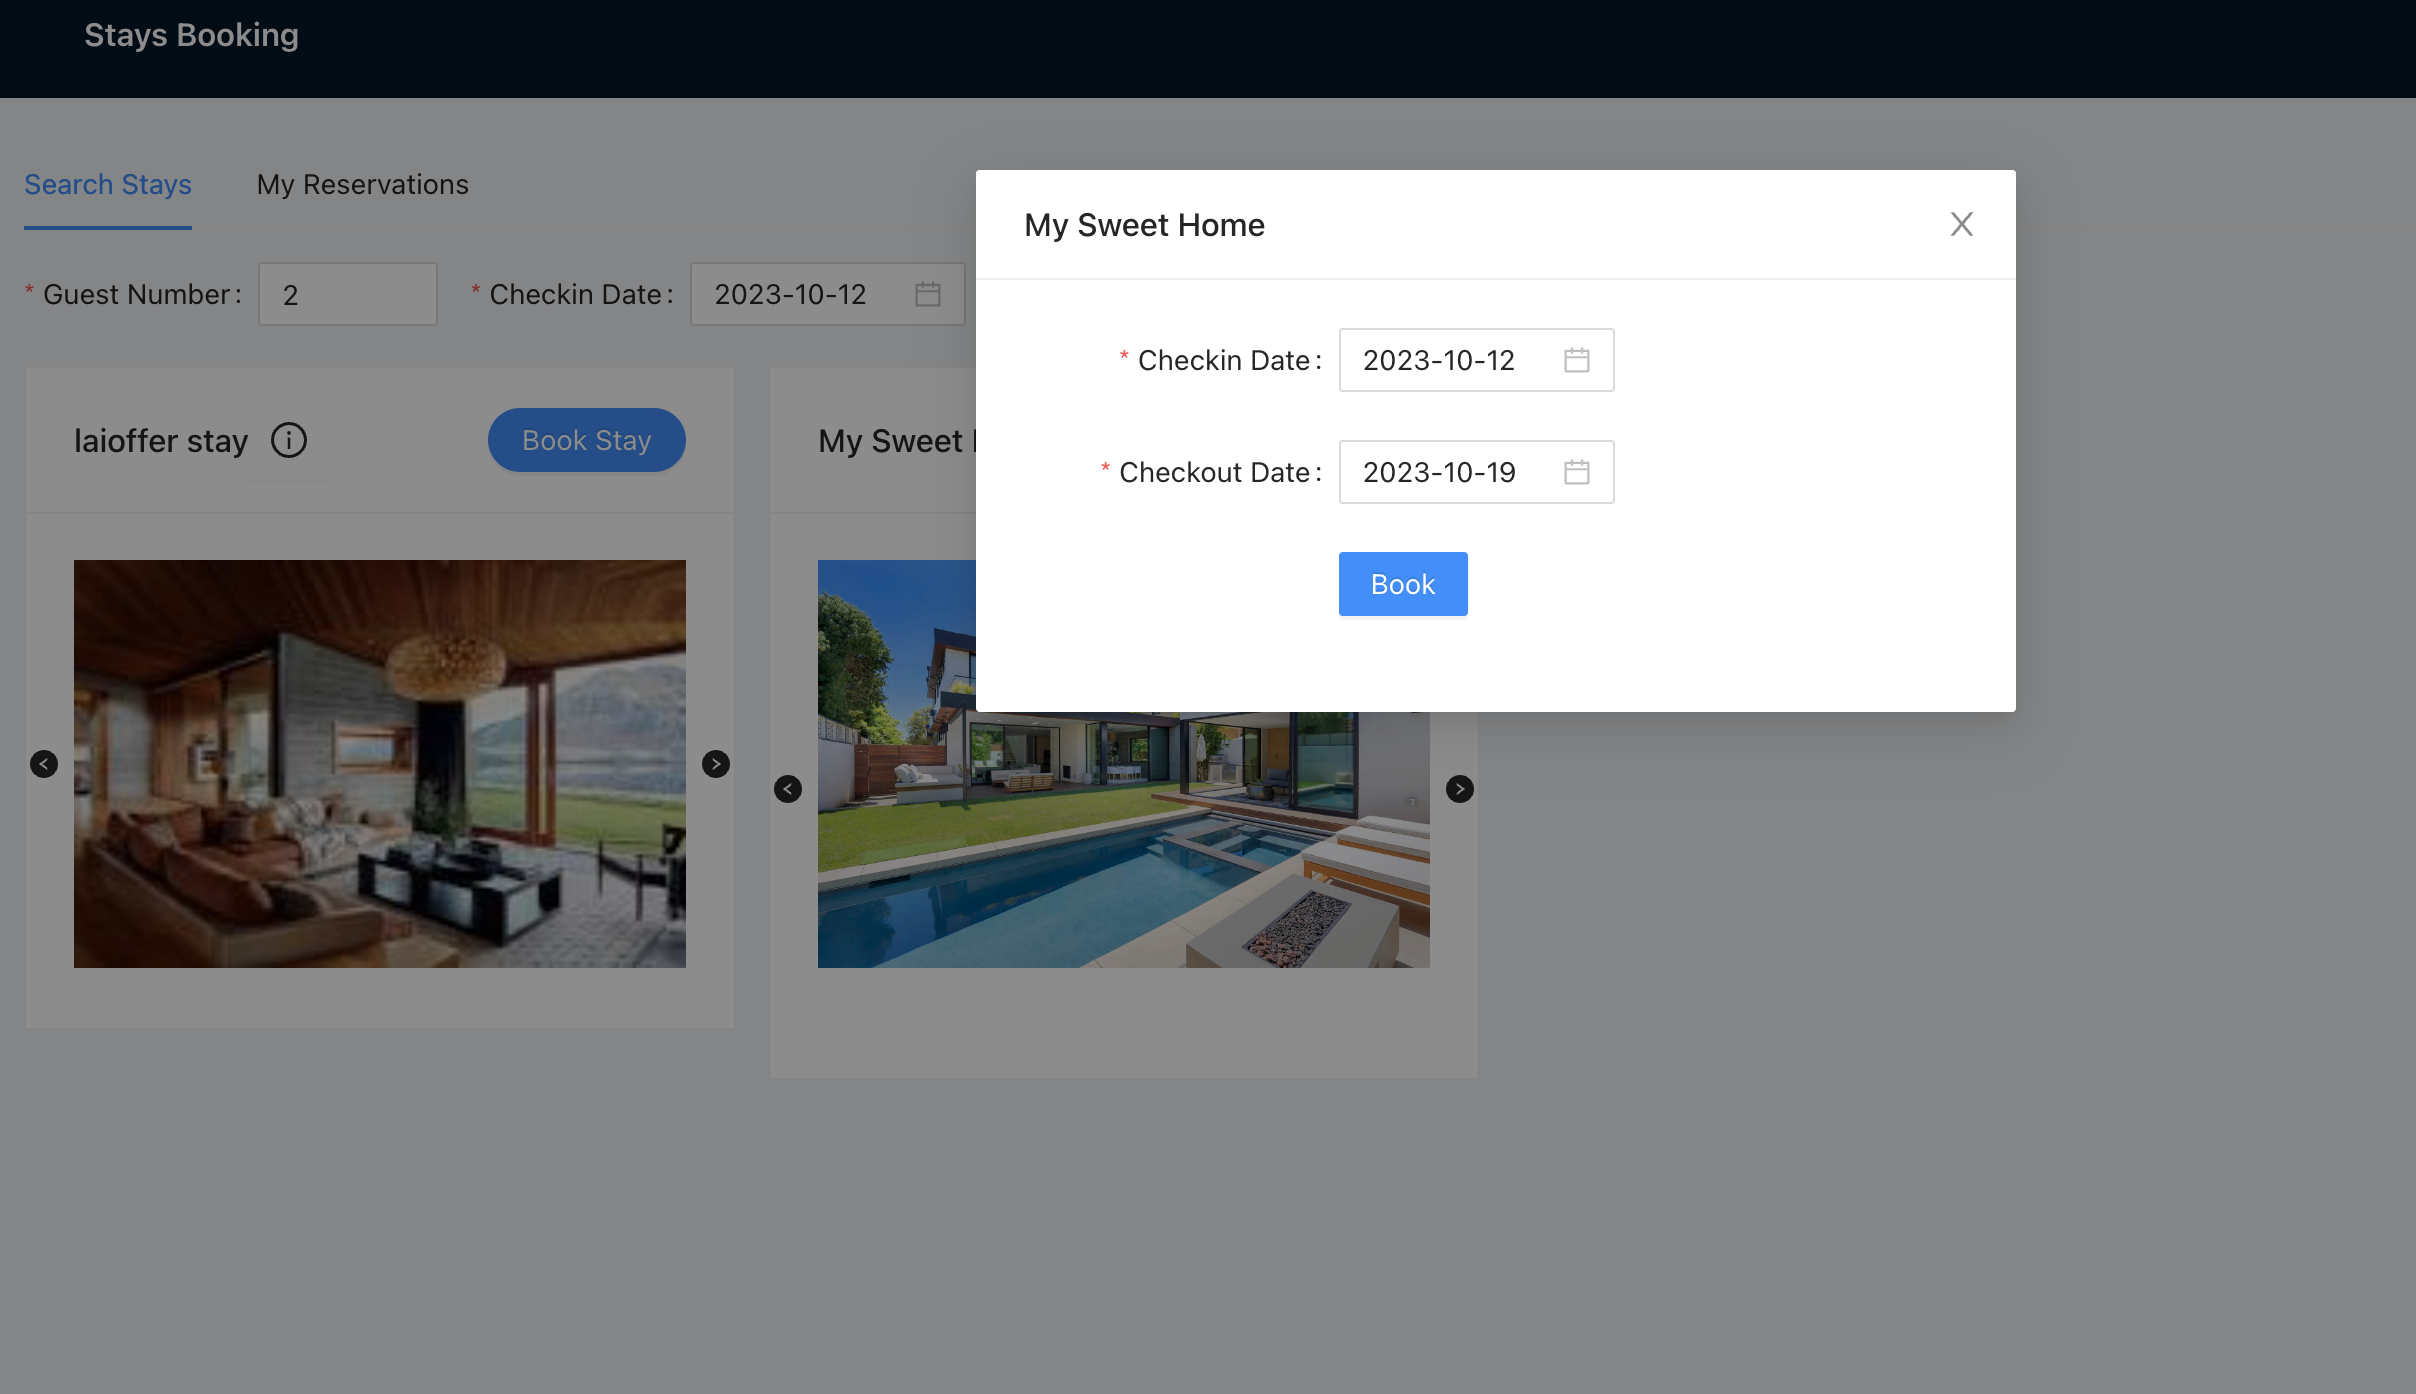 Stays Booking
Search Stays
My Reservations
* Guest Number: 2
* Checkin Date: 2023-10-12
laioffer stay
Book Stay
My Sweet
My Sweet Home
* Checkin Date: 2023-10-12
* Checkout Date: 2023-10-19
Book